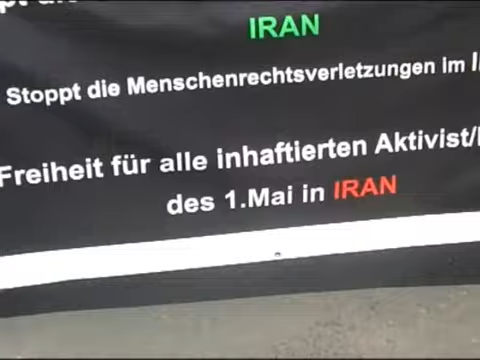 IRAN
Stoppt die Menschenrechtsverletzungen im
Freiheit für alle inhaftierten Aktivist/
des 1.Mai in IRAN